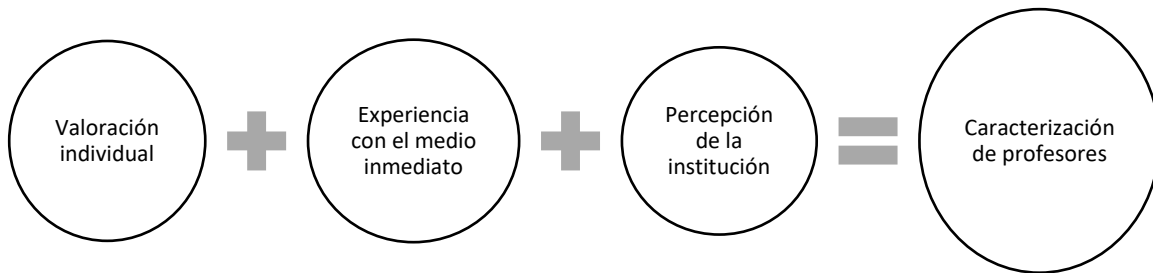 Valoración
individual
Experiencia
con el medio
inmediato
Percepción
de la
institución
Caracterización
de profesores